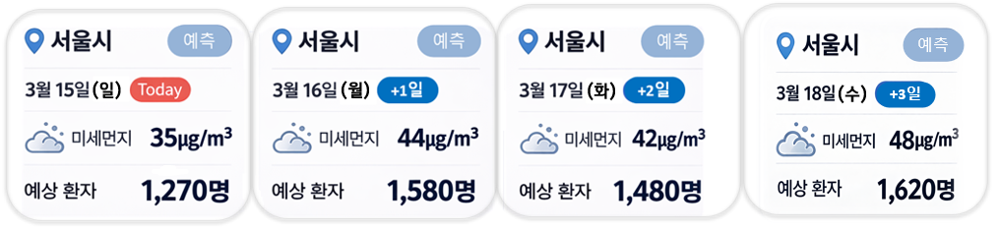 서울시 예측
3월 15일(일) Today
미세먼지 35µg/m³
예상 환자 1,270명
서울시 예측
3월 16일(월) +1일
미세먼지 44µg/m³
예상 환자 1,580명
서울시 예측
3월 17일(화) +2일
미세먼지 42µg/m³
예상 환자 1,480명
서울시 예측
3월 18일(수) +3일
미세먼지 48µg/m³
예상 환자 1,620명